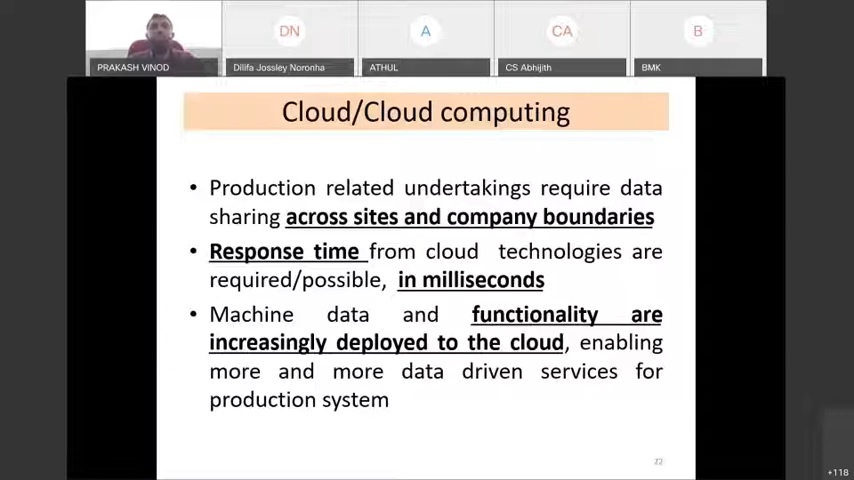 DN
A
CA
B
PRAKASH VINOD
Dilifa Jossley Noronha
ATHUL
CS Abhijith
BMK
Cloud/Cloud computing
• Production related undertakings require data
sharing across sites and company boundaries
• Response time from cloud technologies are
required/possible, in milliseconds
• Machine data and functionality are
increasingly deployed to the cloud, enabling
more and more data driven services for
production system
22
+118